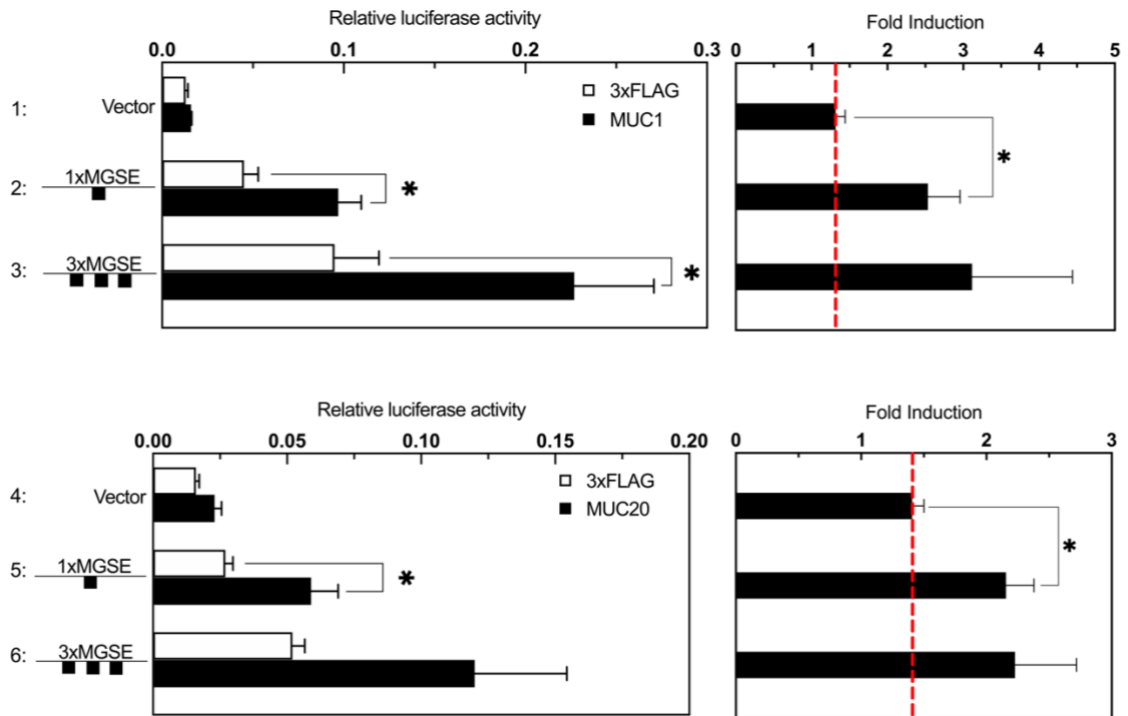 Relative luciferase activity
0.0 0.1 0.2 0.3
1: Vector
2: 1xMGSE
3: 3xMGSE
3xFLAG
MUC1
*
*
Fold Induction
0 1 2 3 4 5
*
Relative luciferase activity
0.00 0.05 0.10 0.15 0.20
4: Vector
5: 1xMGSE
6: 3xMGSE
3xFLAG
MUC20
*
Fold Induction
0 1 2 3
*